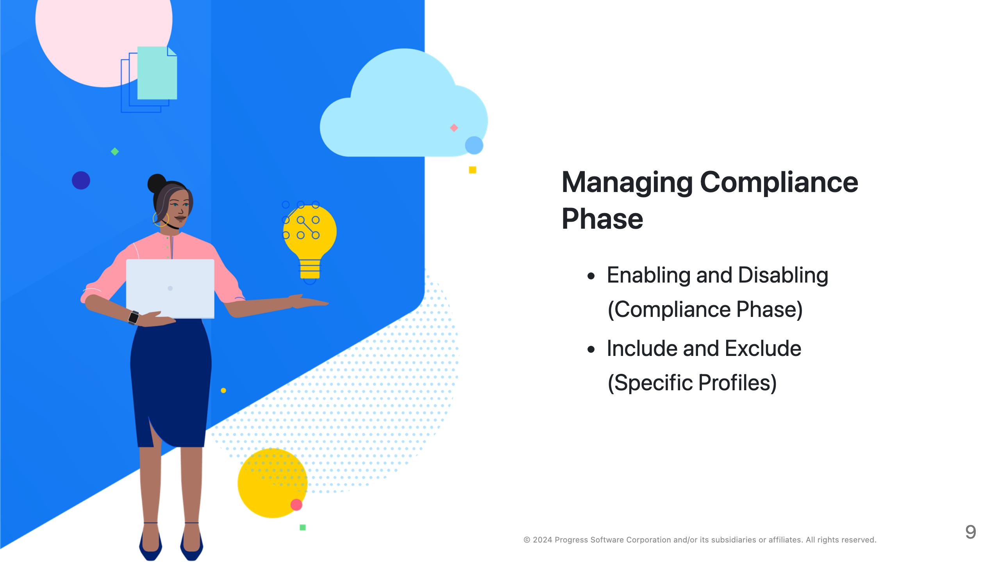 Managing Compliance
Phase
• Enabling and Disabling
(Compliance Phase)
• Include and Exclude
(Specific Profiles)
© 2024 Progress Software Corporation and/or its subsidiaries or affiliates. All rights reserved.
9